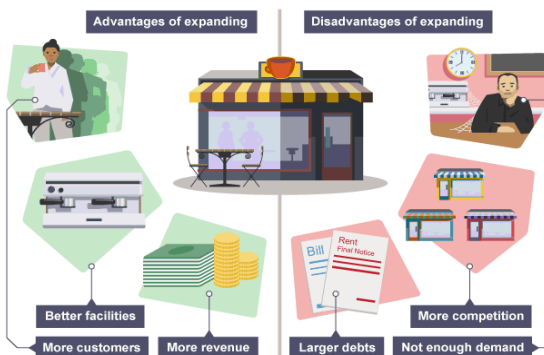 Advantages of expanding
Disadvantages of expanding
Bill
Rent
Final Notice
Better facilities
More competition
More customers
More revenue
Larger debts
Not enough demand